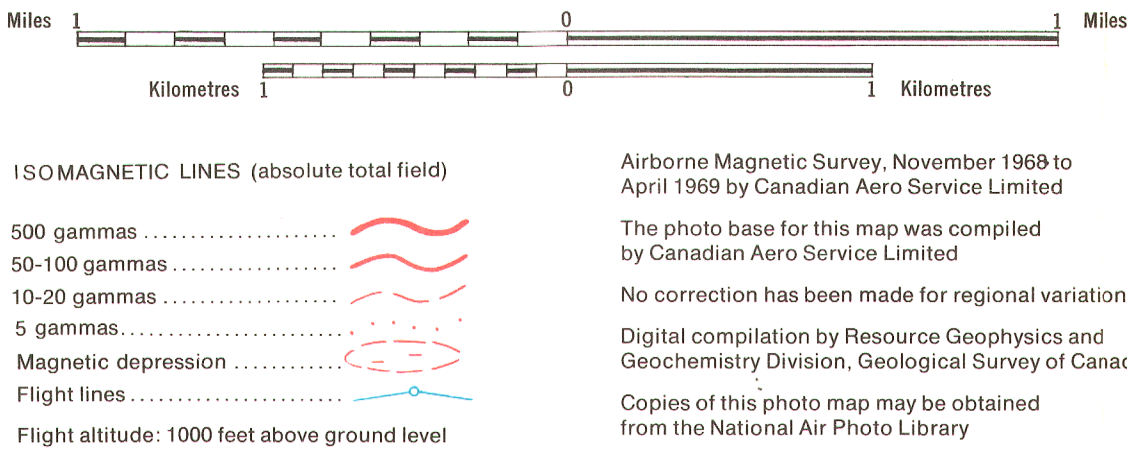 Miles 1 0 1 Miles
Kilometres 1 0 1 Kilometres
ISOMAGNETIC LINES (absolute total field)
500 gammas ......................
50-100 gammas ...................
10-20 gammas ....................
5 gammas.........................
Magnetic depression ............
Flight lines ........................
Flight altitude: 1000 feet above ground level
Airborne Magnetic Survey, November 1968 to
April 1969 by Canadian Aero Service Limited
The photo base for this map was compiled
by Canadian Aero Service Limited
No correction has been made for regional variation
Digital compilation by Resource Geophysics and
Geochemistry Division, Geological Survey of Canad
Copies of this photo map may be obtained
from the National Air Photo Library